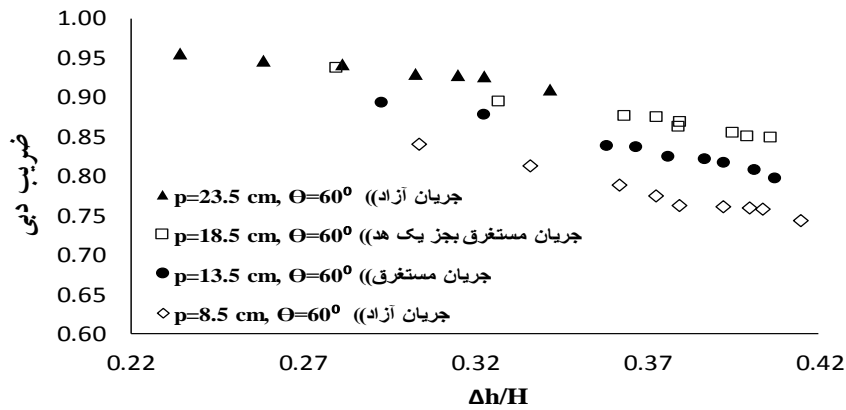 1.00
0.95
0.90
0.85
0.80
0.75
0.70
0.65
0.60
ضریب دبی
p=23.5 cm, Ө=60⁰ ((جریان آزاد
p=18.5 cm, Ө=60⁰ ((جریان مستغرق بجز یک هد
p=13.5 cm, Ө=60⁰ ((جریان مستغرق
p=8.5 cm, Ө=60⁰ ((جریان آزاد
0.22 0.27 0.32 0.37 0.42
Δh/H